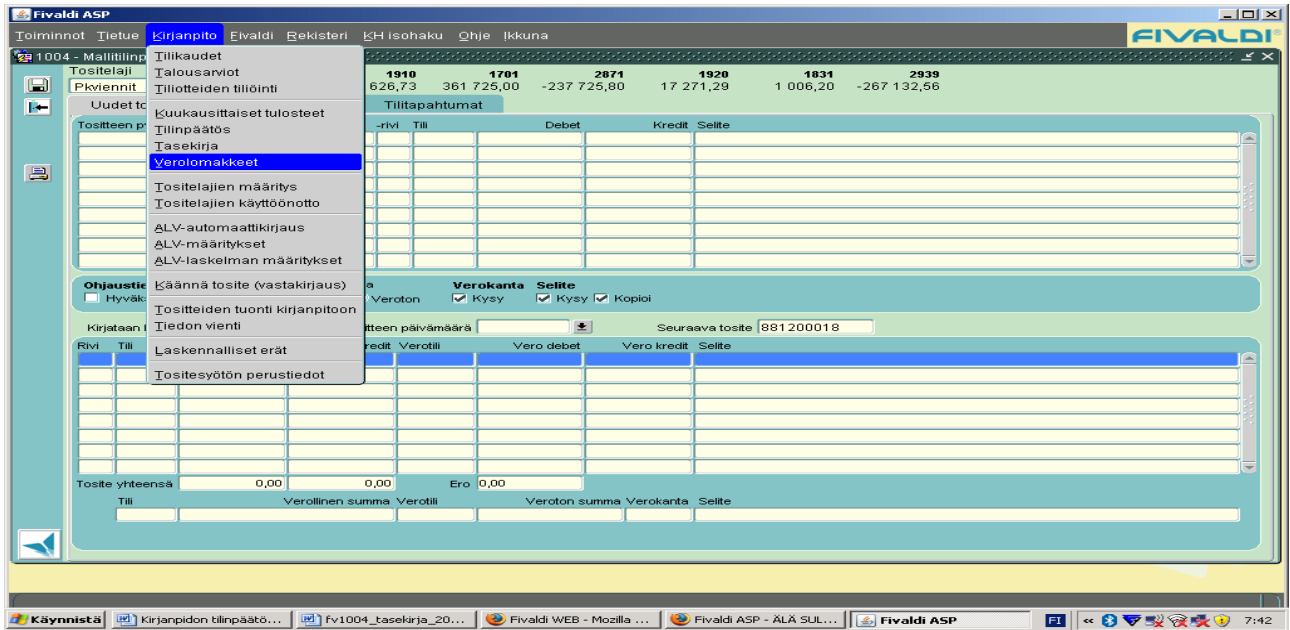 Fivaldi ASP
Toiminnot Tietue Kirjanpito Fivaldi Rekisteri KH isohaku Ohje Ikkuna
FIVALDI
1004 - Mallitilinp
Tilikaudet
Talousarviot
Tiliotteiden tiliöinti
Kuukausittaiset tulosteet
Tilinpäätös
Tasekirja
Verolomakkeet
Tositelajien määritys
Tositelajien käyttöönotto
ALV-automaattikirjaus
ALV-määritykset
ALV-laskelman määritykset
Käännä tosite (vastakirjaus)
Tositteiden tuonti kirjanpitoon
Tiedon vienti
Laskennalliset erät
Tositesyötön perustiedot
Tositelaji 1910 1701 2871 1920 1831 2939
Pkviennit 626,73 361 725,00 -237 725,80 17 271,29 1 006,20 -267 132,56
Uudet to Tilitapahtumat
Tositteen p -rivi Tili Debet Kredit Selite
Ohjaustie a Verokanta Selite
Hyväk Veroton Kysy Kysy Kopioi
Kirjataan itteen päivämäärä Seuraava tosite 881200018
Rivi Tili redit Verotili Vero debet Vero kredit Selite
Tosite yhteensä 0,00 0,00 Ero 0,00
Tili Verollinen summa Verotili Veroton summa Verokanta Selite
Käynnistä Kirjanpidon tilinpäätö... fv1004_tasekirja_20... Fivaldi WEB - Mozilla ... Fivaldi ASP - ÄLÄ SUL... Fivaldi ASP FI « 7:42